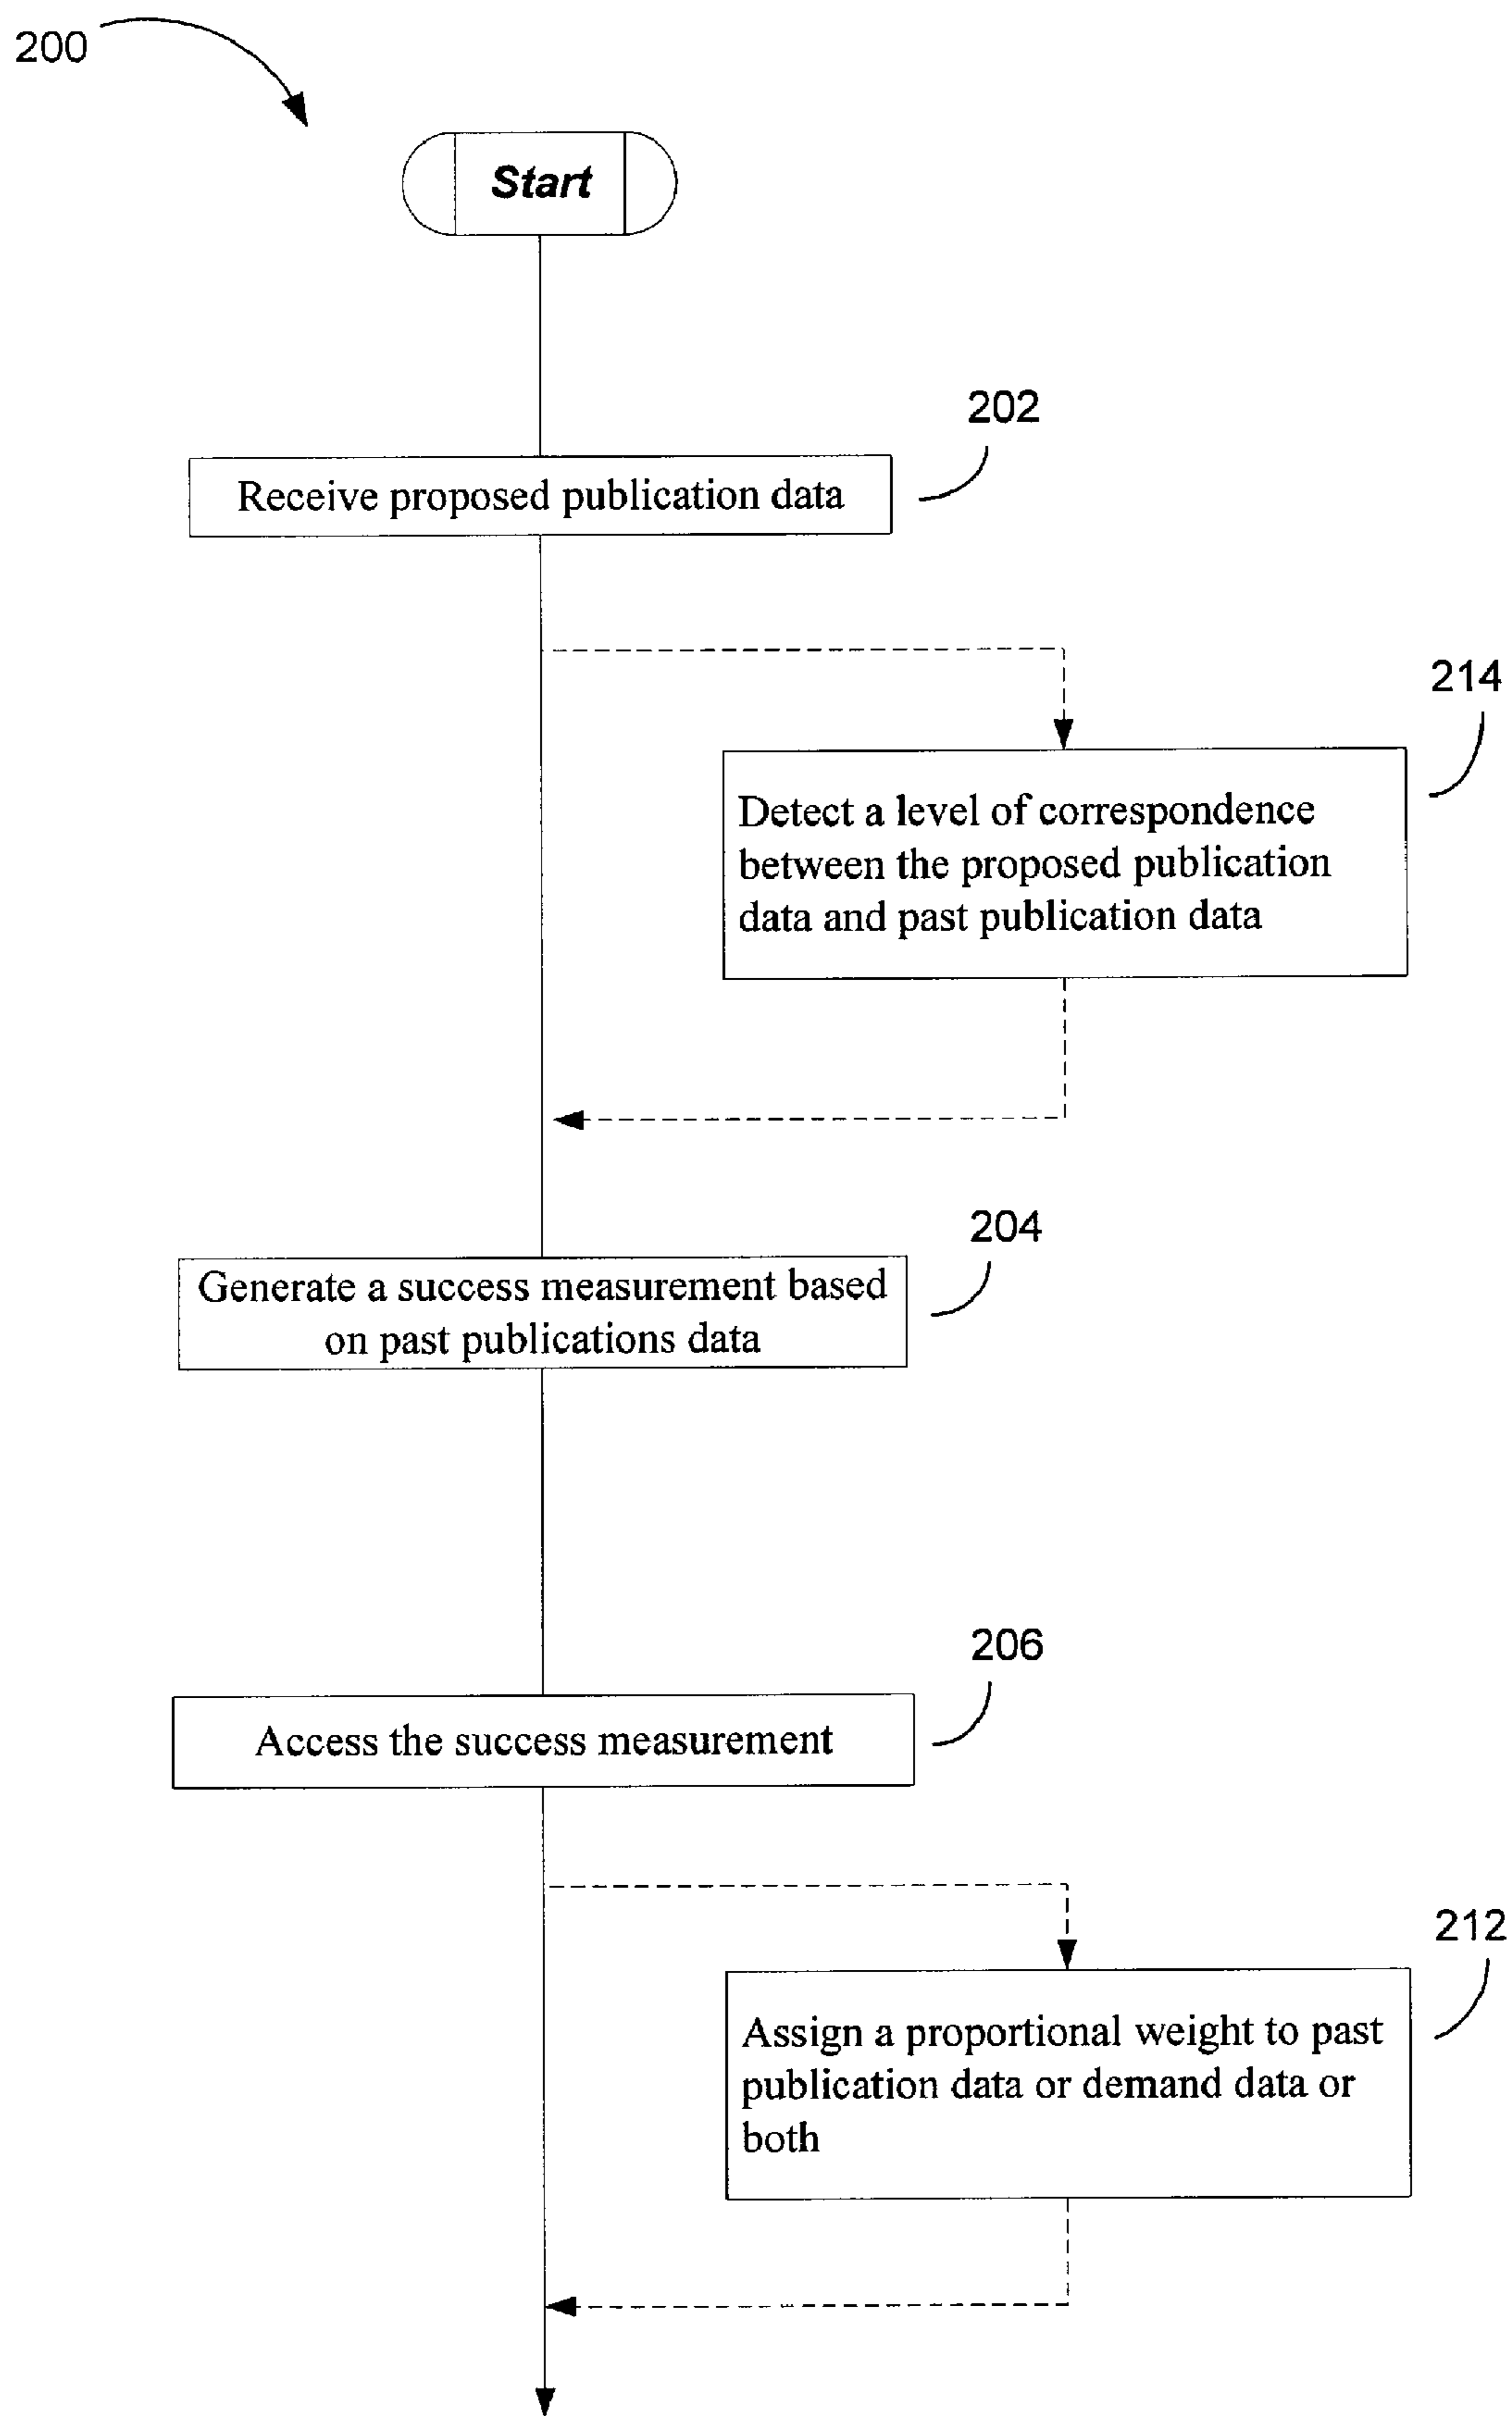 200
Start
202
Receive proposed publication data
214
Detect a level of correspondence
between the proposed publication
data and past publication data
204
Generate a success measurement based
on past publications data
206
Access the success measurement
212
Assign a proportional weight to past
publication data or demand data or
both